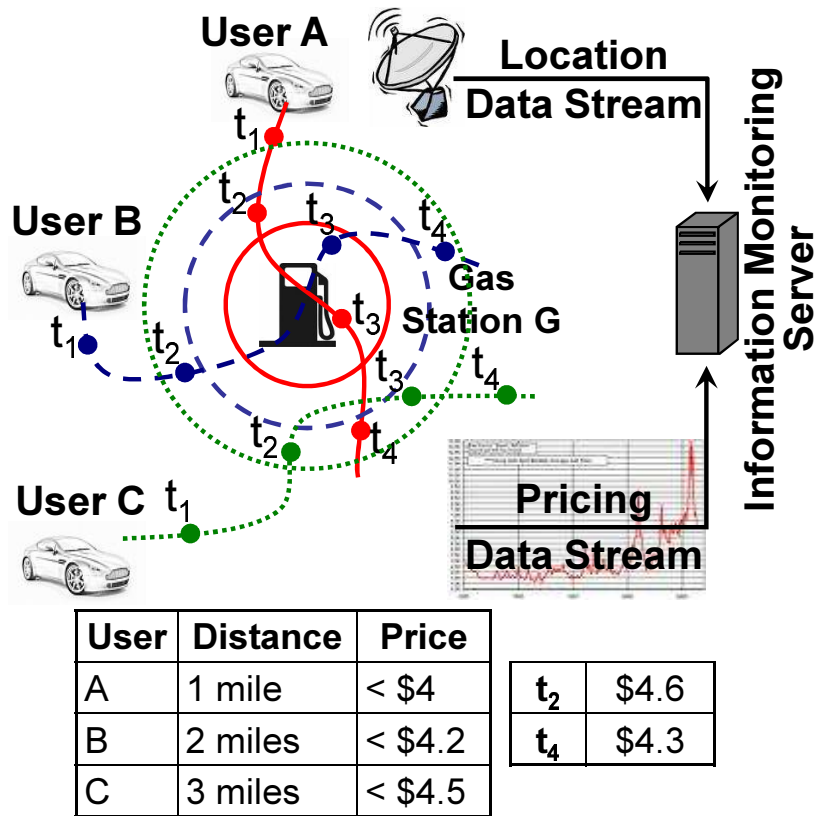 User A
Location
Data Stream
Information Monitoring
Server
t1
t2
User B
t3
t4
Gas
Station G
t1
t2
t3
t3
t4
t2
t4
User C
t1
Pricing
Data Stream
User Distance Price
A 1 mile < $4
B 2 miles < $4.2
C 3 miles < $4.5
t2 $4.6
t4 $4.3